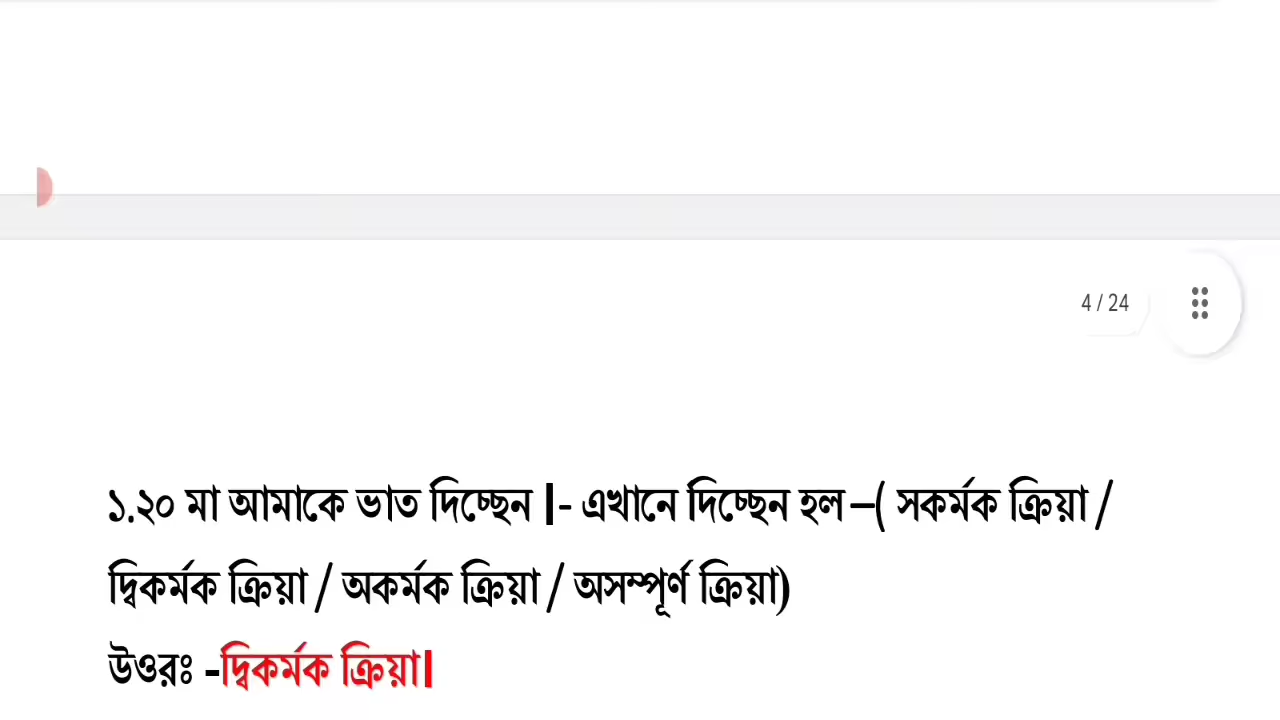 4 / 24
১.২০ মা আমাকে ভাত দিচ্ছেন।- এখানে দিচ্ছেন হল –( সকর্মক ক্রিয়া /
দ্বিকর্মক ক্রিয়া / অকর্মক ক্রিয়া / অসম্পূর্ণ ক্রিয়া)
উওরঃ -দ্বিকর্মক ক্রিয়া।